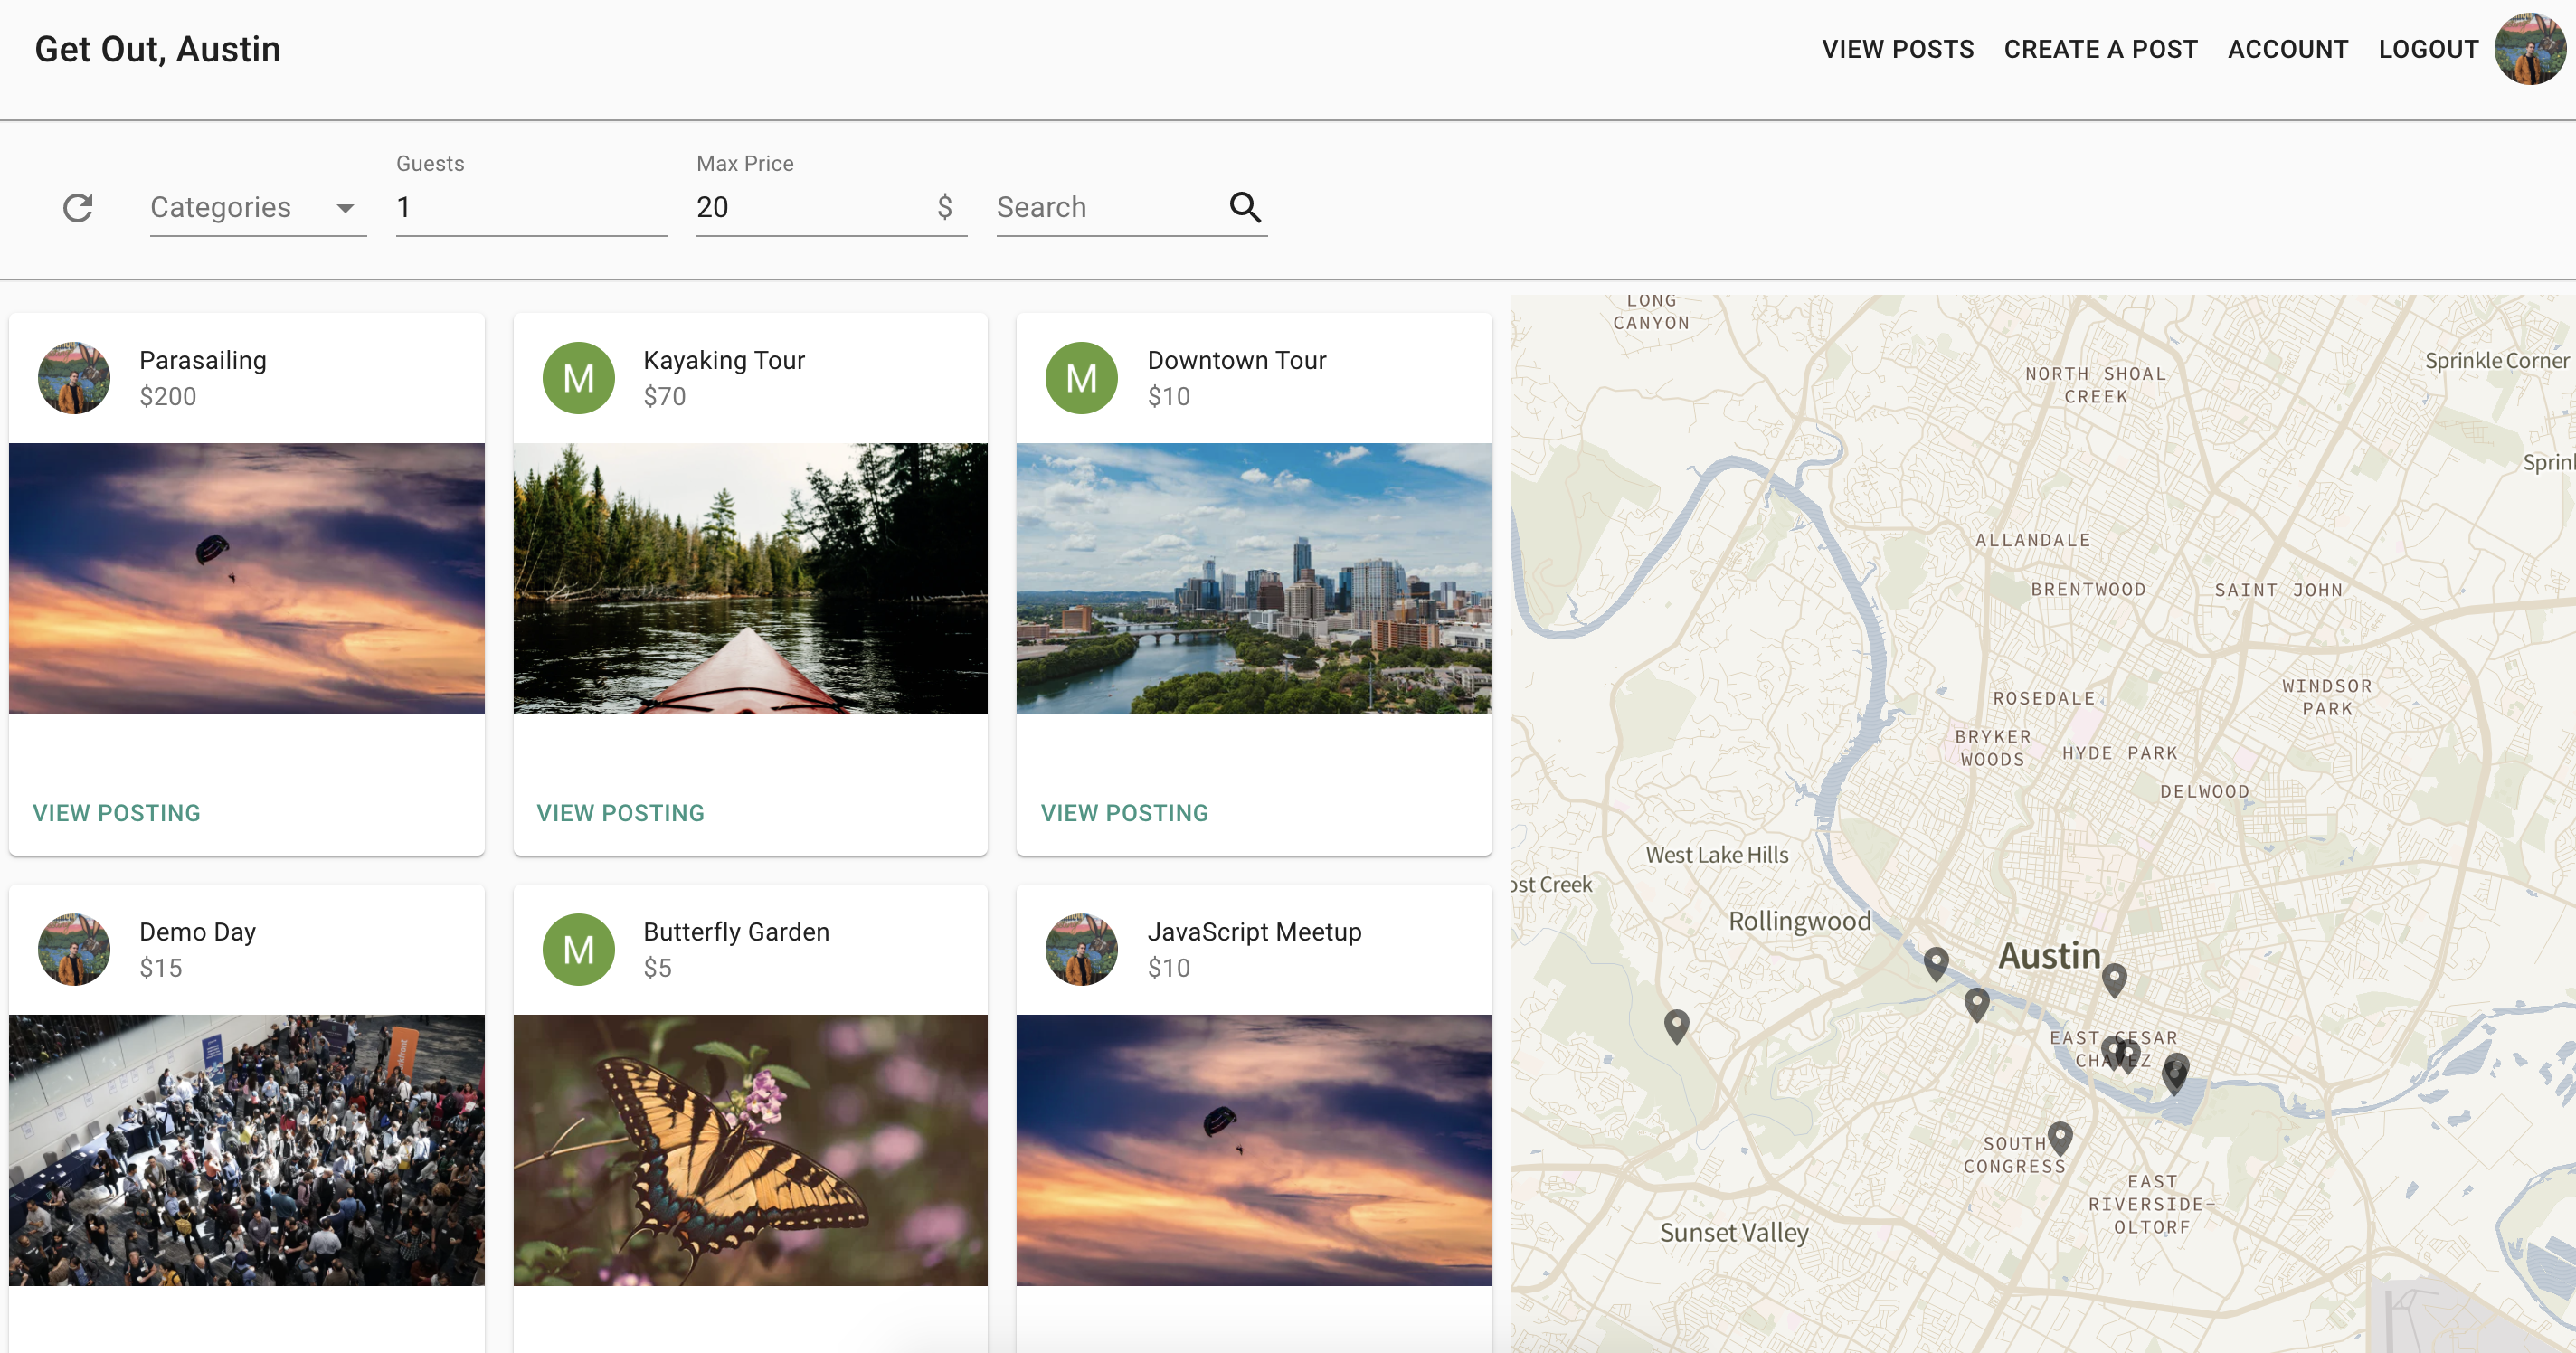 Get Out, Austin
VIEW POSTS CREATE A POST ACCOUNT LOGOUT
Categories
Guests
1
Max Price
20 $
Search
M
M
Parasailing
$200
Kayaking Tour
$70
Downtown Tour
$10
VIEW POSTING
VIEW POSTING
VIEW POSTING
M
Demo Day
$15
Butterfly Garden
$5
JavaScript Meetup
$10
LONG
CANYON
NORTH SHOAL
CREEK
Sprinkle Corner
Sprin
ALLANDALE
BRENTWOOD
SAINT JOHN
ROSEDALE
WINDSOR
PARK
BRYKER
WOODS
HYDE PARK
DELWOOD
West Lake Hills
ost Creek
Rollingwood
Austin
EAST CESAR
CHAVEZ
SOUTH
CONGRESS
EAST
RIVERSIDE-
OLTORF
Sunset Valley